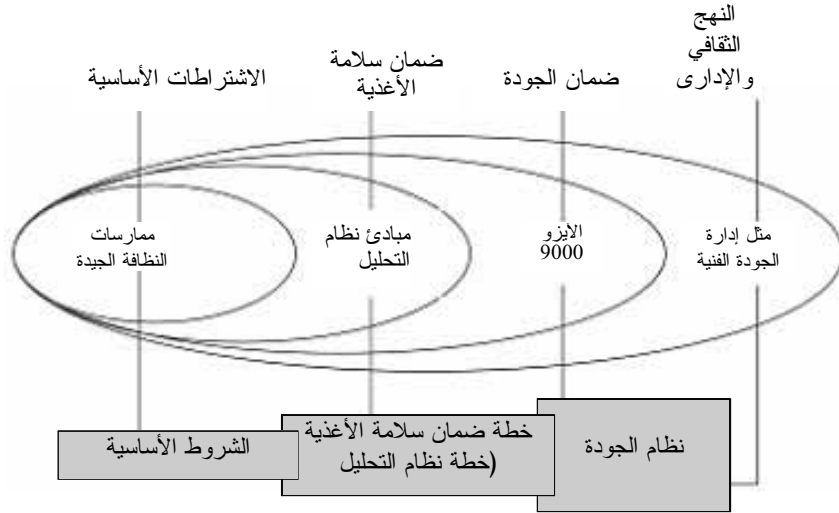 النهج
الثقافي
والإدارى
ضمان الجودة
ضمان سلامة
الأغذية
الاشتراطات الأساسية
مثل إدارة
الجودة الفنية
الأيزو
9000
مبادئ نظام
التحليل
ممارسات
النظافة الجيدة
نظام الجودة
خطة ضمان سلامة الأغذية
(خطة نظام التحليل
الشروط الأساسية